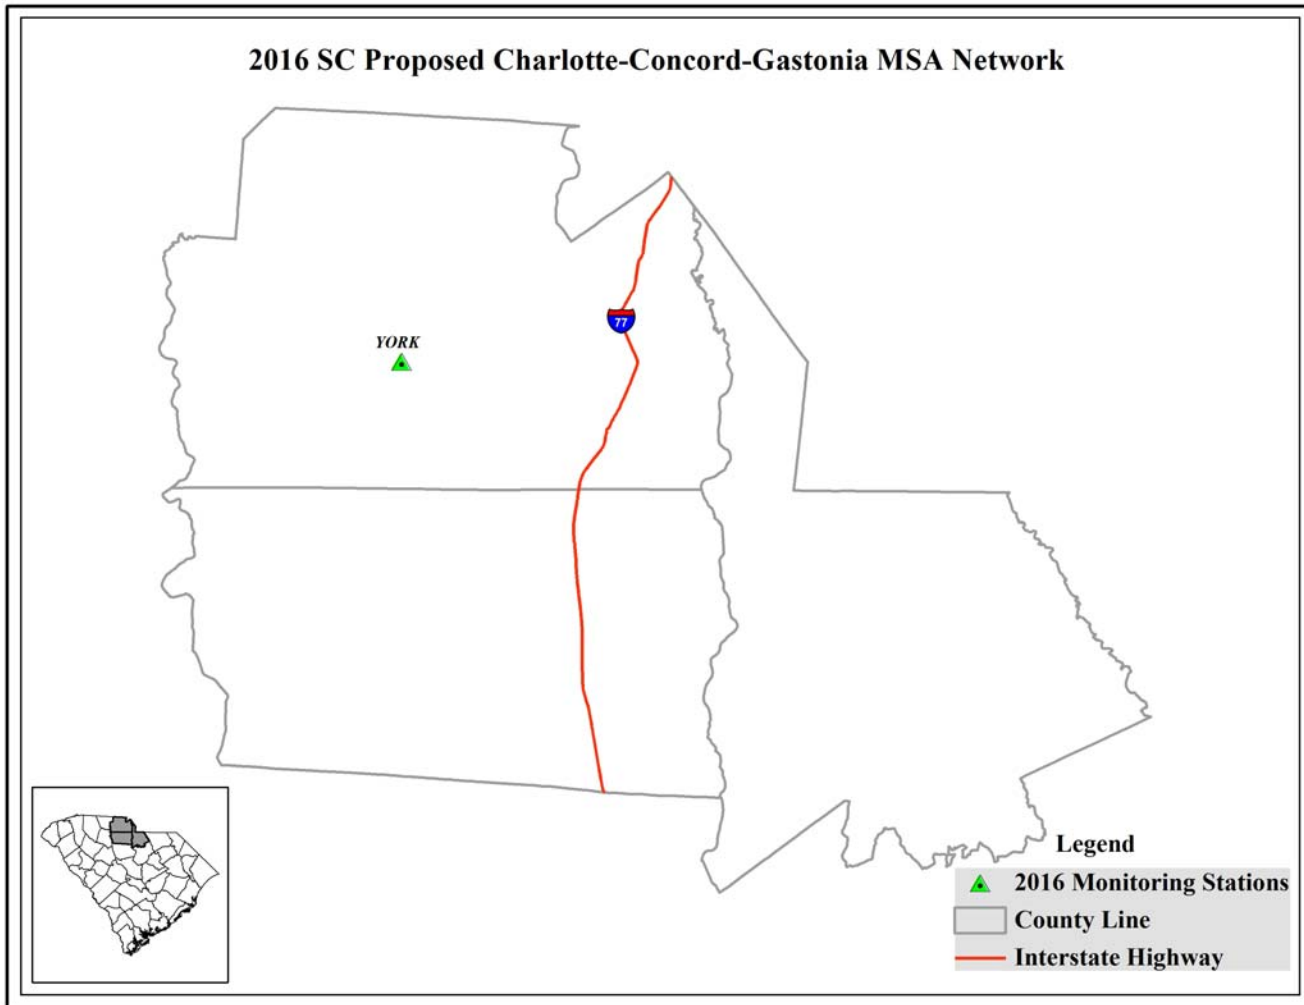 2016 SC Proposed Charlotte-Concord-Gastonia MSA Network
77
YORK
Legend
2016 Monitoring Stations
County Line
Interstate Highway